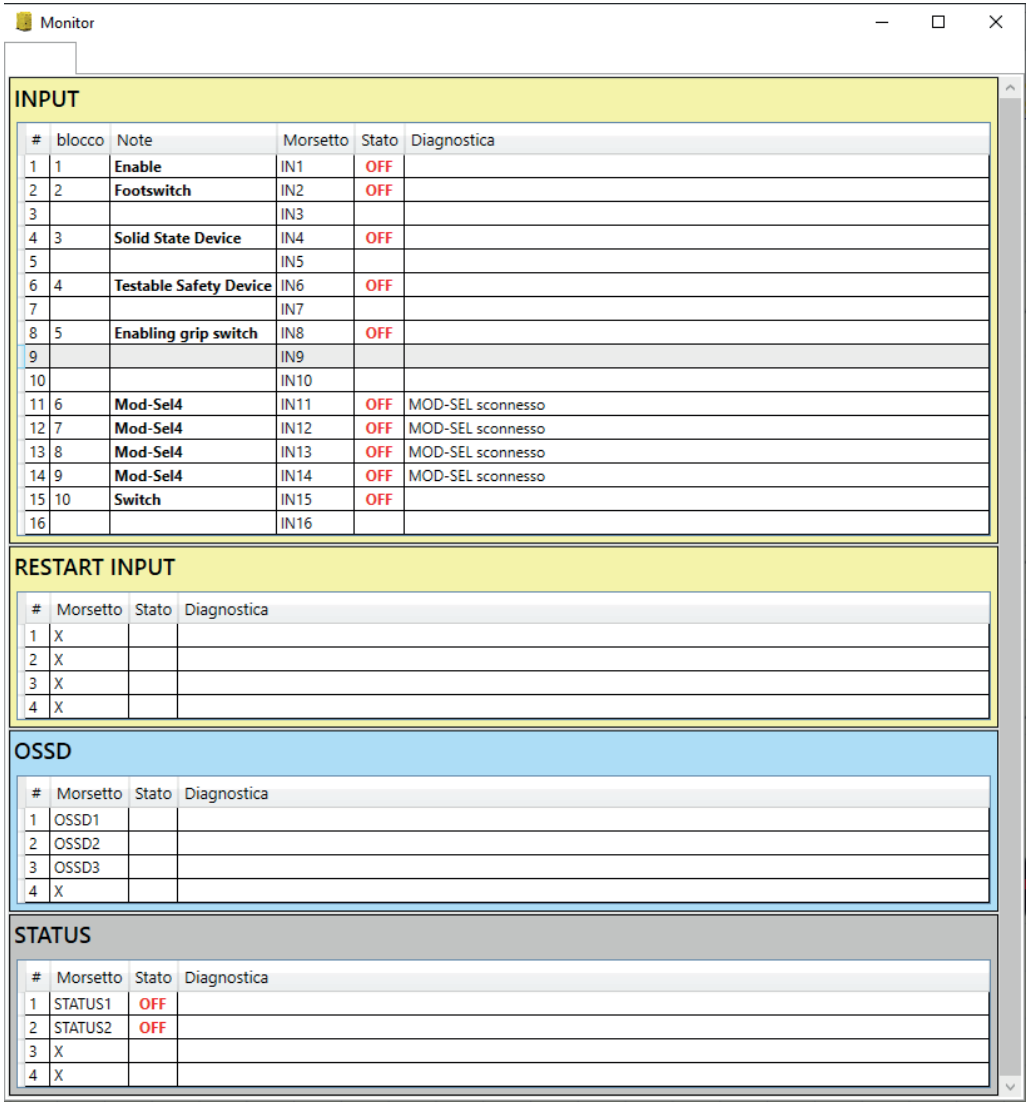 Monitor
INPUT
# blocco Note Morsetto Stato Diagnostica
1 1 Enable IN1 OFF
2 2 Footswitch IN2 OFF
3 IN3
4 3 Solid State Device IN4 OFF
5 IN5
6 4 Testable Safety Device IN6 OFF
7 IN7
8 5 Enabling grip switch IN8 OFF
9 IN9
10 IN10
11 6 Mod-Sel4 IN11 OFF MOD-SEL sconnesso
12 7 Mod-Sel4 IN12 OFF MOD-SEL sconnesso
13 8 Mod-Sel4 IN13 OFF MOD-SEL sconnesso
14 9 Mod-Sel4 IN14 OFF MOD-SEL sconnesso
15 10 Switch IN15 OFF
16 IN16
RESTART INPUT
# Morsetto Stato Diagnostica
1 X
2 X
3 X
4 X
OSSD
# Morsetto Stato Diagnostica
1 OSSD1
2 OSSD2
3 OSSD3
4 X
STATUS
# Morsetto Stato Diagnostica
1 STATUS1 OFF
2 STATUS2 OFF
3 X
4 X